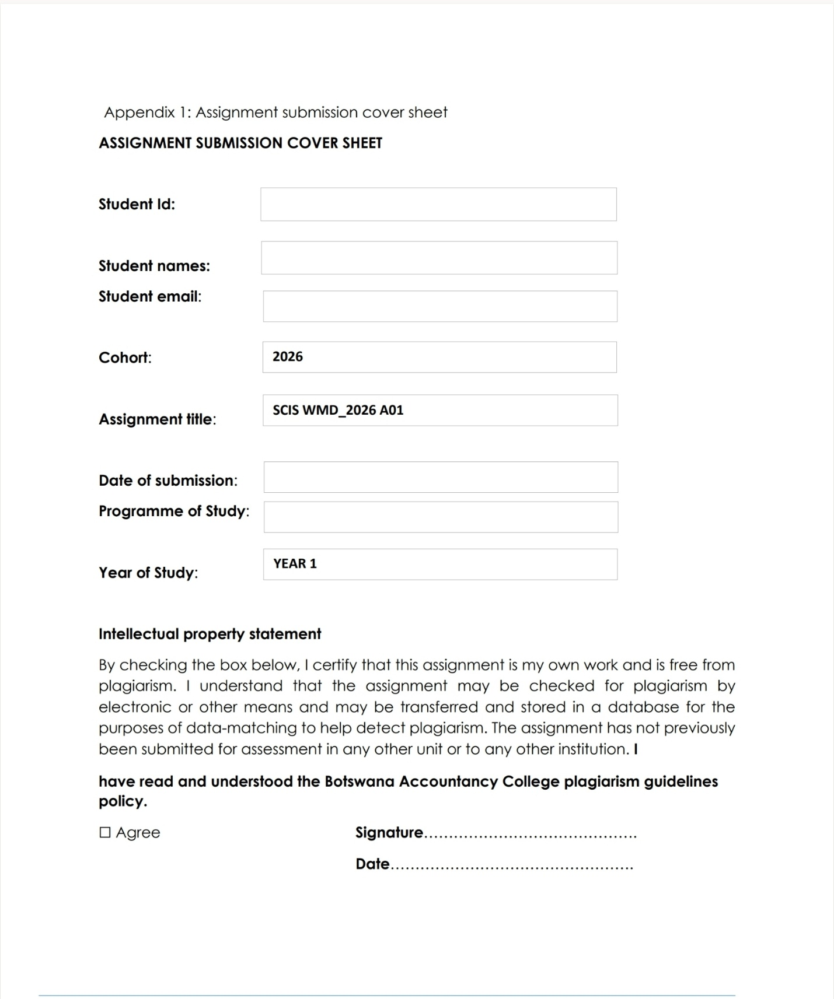 Appendix 1: Assignment submission cover sheet
ASSIGNMENT SUBMISSION COVER SHEET
Student Id:
Student names:
Student email:
Cohort: 2026
Assignment title: SCIS WMD_2026 A01
Date of submission:
Programme of Study:
Year of Study: YEAR 1
Intellectual property statement
By checking the box below, I certify that this assignment is my own work and is free from
plagiarism. I understand that the assignment may be checked for plagiarism by
electronic or other means and may be transferred and stored in a database for the
purposes of data-matching to help detect plagiarism. The assignment has not previously
been submitted for assessment in any other unit or to any other institution. I
have read and understood the Botswana Accountancy College plagiarism guidelines
policy.
☐ Agree Signature...........................................
Date.................................................